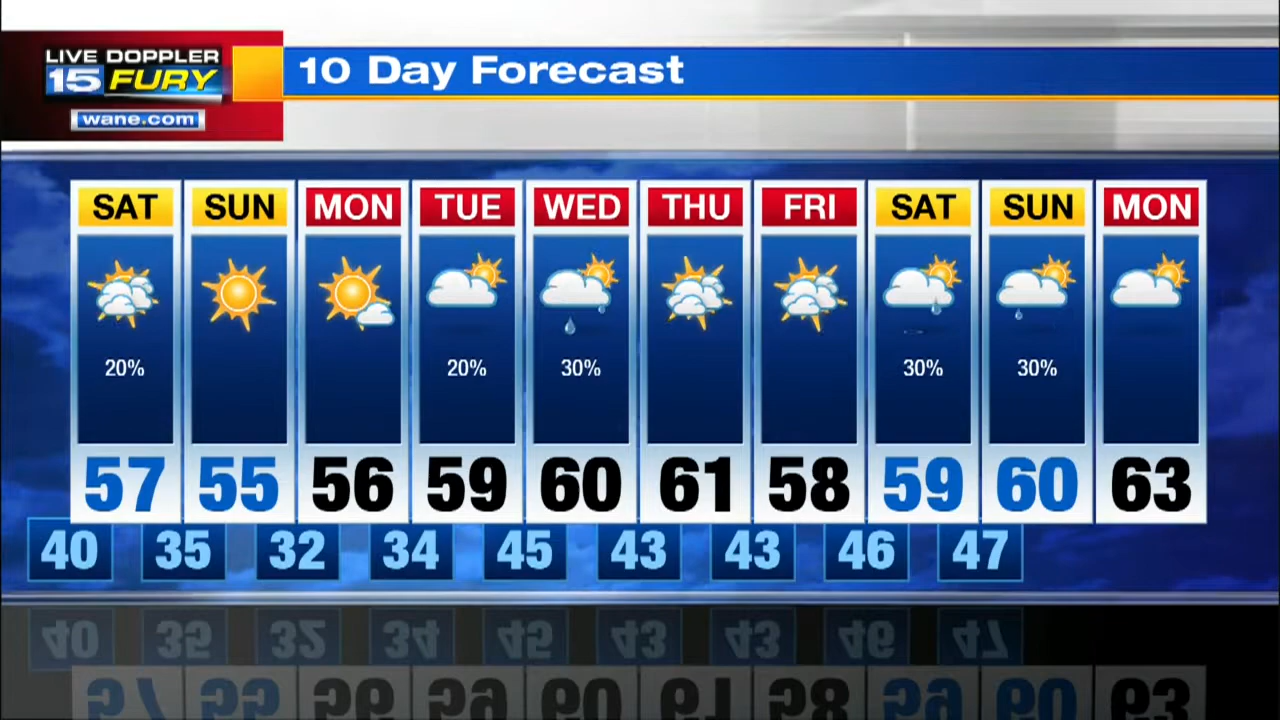 LIVE DOPPLER
15 FURY
wane.com
10 Day Forecast
SAT SUN MON TUE WED THU FRI SAT SUN MON
20% 20% 30% 30% 30%
57 55 56 59 60 61 58 59 60 63
40 35 32 34 45 43 43 46 47